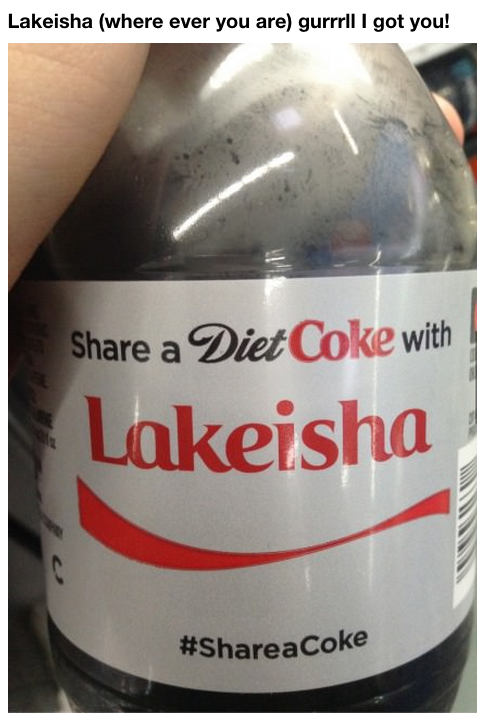 Lakeisha (where ever you are) gurrrll I got you!
Share a Diet Coke with
Lakeisha
#ShareaCoke
C